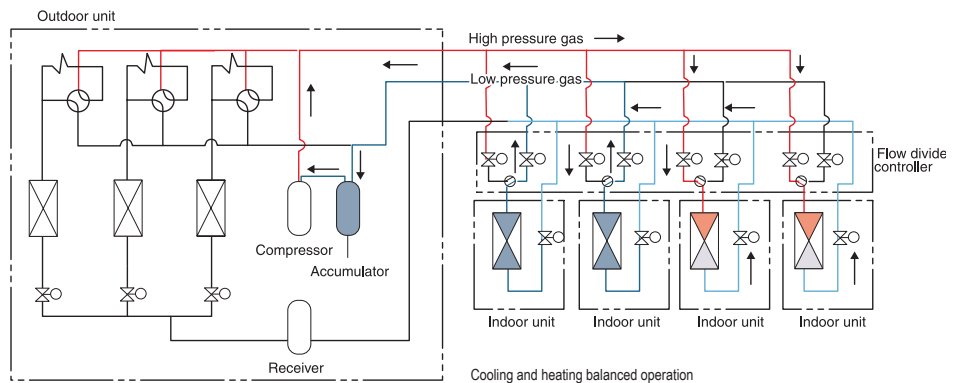 Outdoor unit
High pressure gas
Low pressure gas
Flow divide
controller
Compressor
Accumulator
Indoor unit
Indoor unit
Indoor unit
Indoor unit
Receiver
Cooling and heating balanced operation